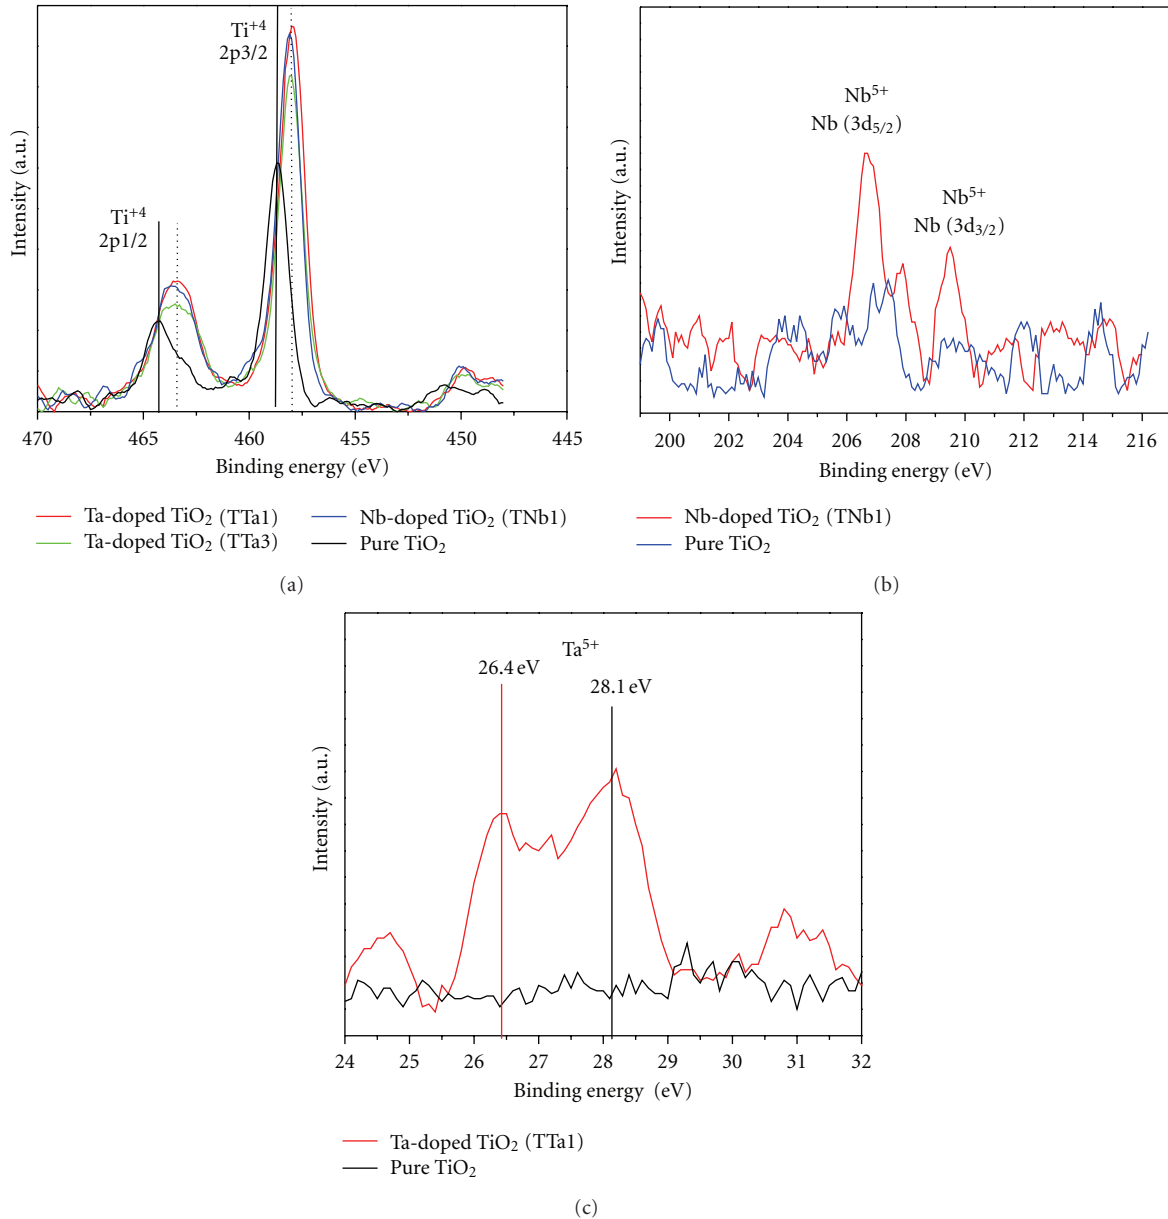 Ti⁺⁴
2p3/2
Ti⁺⁴
2p1/2
Intensity (a.u.)
470 465 460 455 450 445
Binding energy (eV)
Ta-doped TiO₂ (TTa1)
Ta-doped TiO₂ (TTa3)
Nb-doped TiO₂ (TNb1)
Pure TiO₂
(a)
Nb⁵⁺
Nb (3d₅/₂)
Nb⁵⁺
Nb (3d₃/₂)
Intensity (a.u.)
200 202 204 206 208 210 212 214 216
Binding energy (eV)
Nb-doped TiO₂ (TNb1)
Pure TiO₂
(b)
Ta⁵⁺
26.4 eV
28.1 eV
Intensity (a.u.)
24 25 26 27 28 29 30 31 32
Binding energy (eV)
Ta-doped TiO₂ (TTa1)
Pure TiO₂
(c)